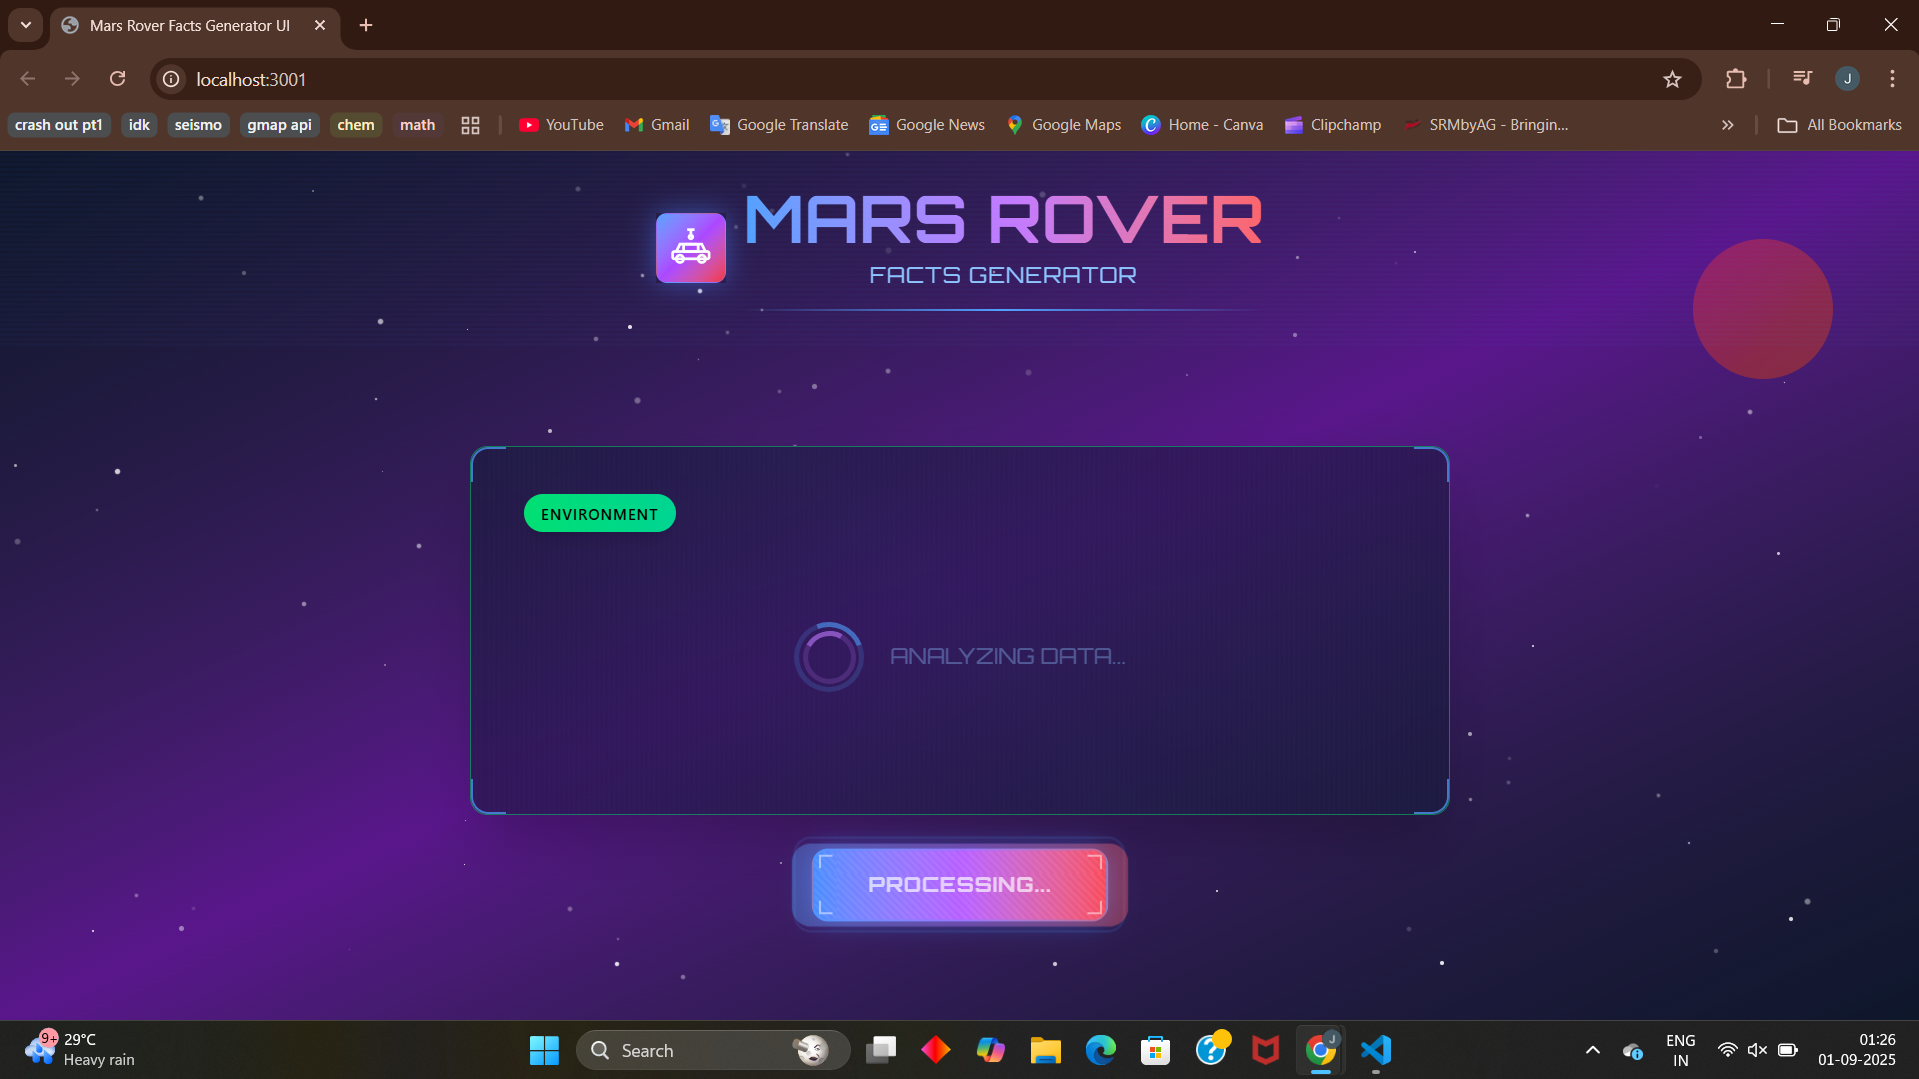 Mars Rover Facts Generator UI
localhost:3001
J
crash out pt1 idk seismo gmap api chem math YouTube Gmail Google Translate Google News Google Maps Home - Canva Clipchamp SRMbyAG - Bringin... All Bookmarks
MARS ROVER
FACTS GENERATOR
ENVIRONMENT
ANALYZING DATA...
PROCESSING...
9+ 29°C
Heavy rain
Search
J
ENG
IN
01:26
01-09-2025